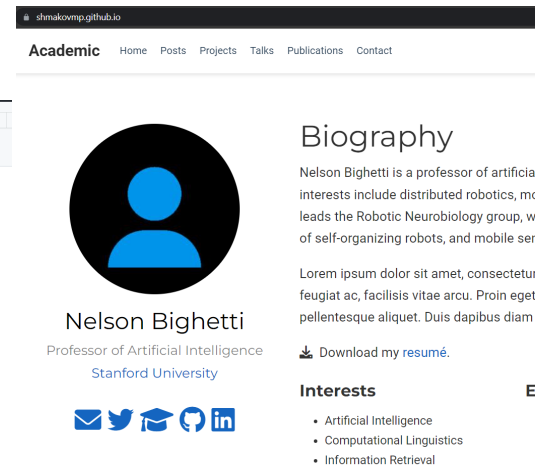 shmakovmp.github.io
Academic Home Posts Projects Talks Publications Contact
Biography
Nelson Bighetti is a professor of artificia
interests include distributed robotics, mo
leads the Robotic Neurobiology group, w
of self-organizing robots, and mobile ser
Lorem ipsum dolor sit amet, consectetur
feugiat ac, facilisis vitae arcu. Proin eget
pellentesque aliquet. Duis dapibus diam
Download my resumé.
Nelson Bighetti
Professor of Artificial Intelligence
Stanford University
in
Interests
E
• Artificial Intelligence
• Computational Linguistics
• Information Retrieval